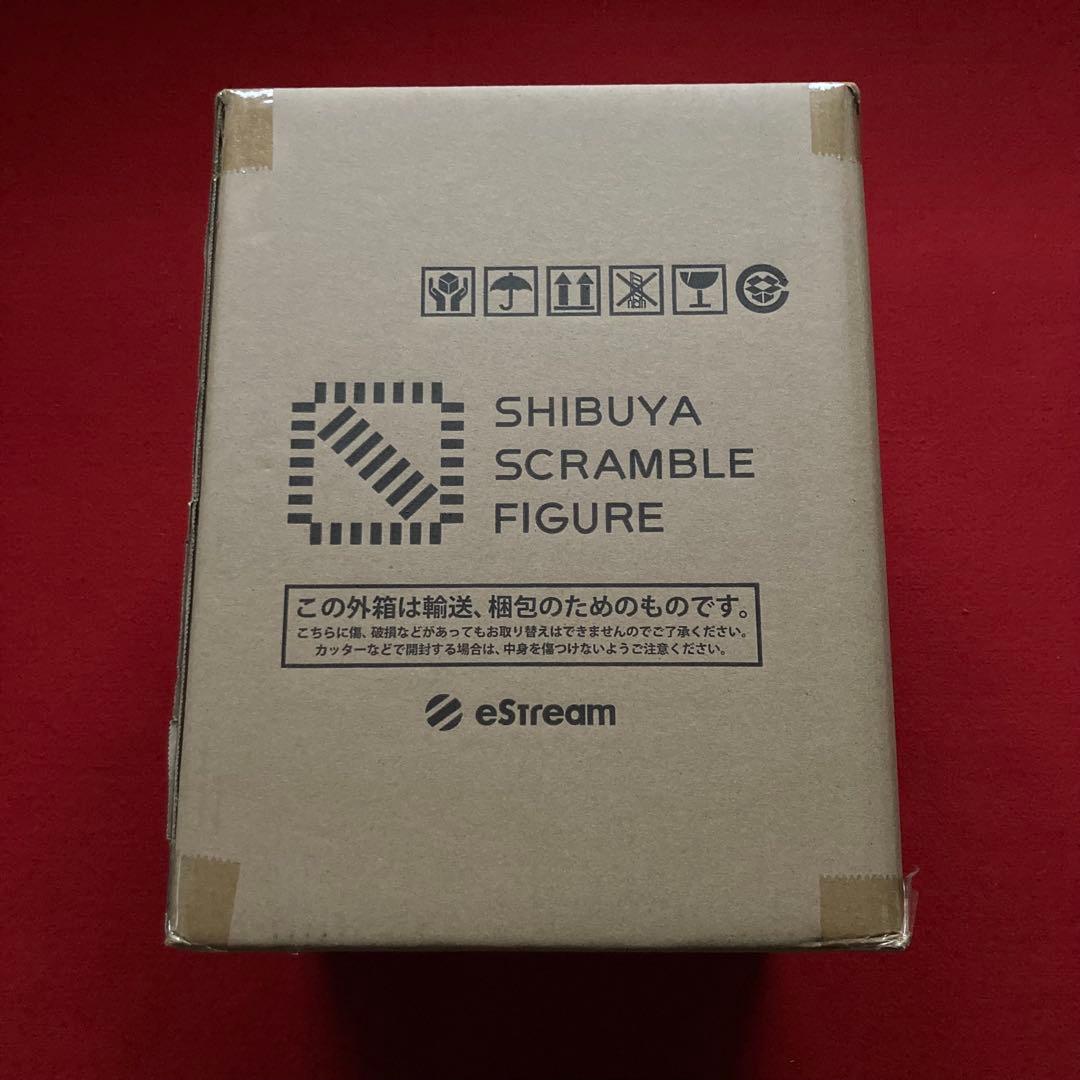 SHIBUYA
SCRAMBLE
FIGURE
この外箱は輸送、梱包のためのものです。
こちらに傷、破損などがあってもお取り替えはできませんのでご了承ください。
カッターなどで開封する場合は、中身を傷つけないようご注意ください。
eStream